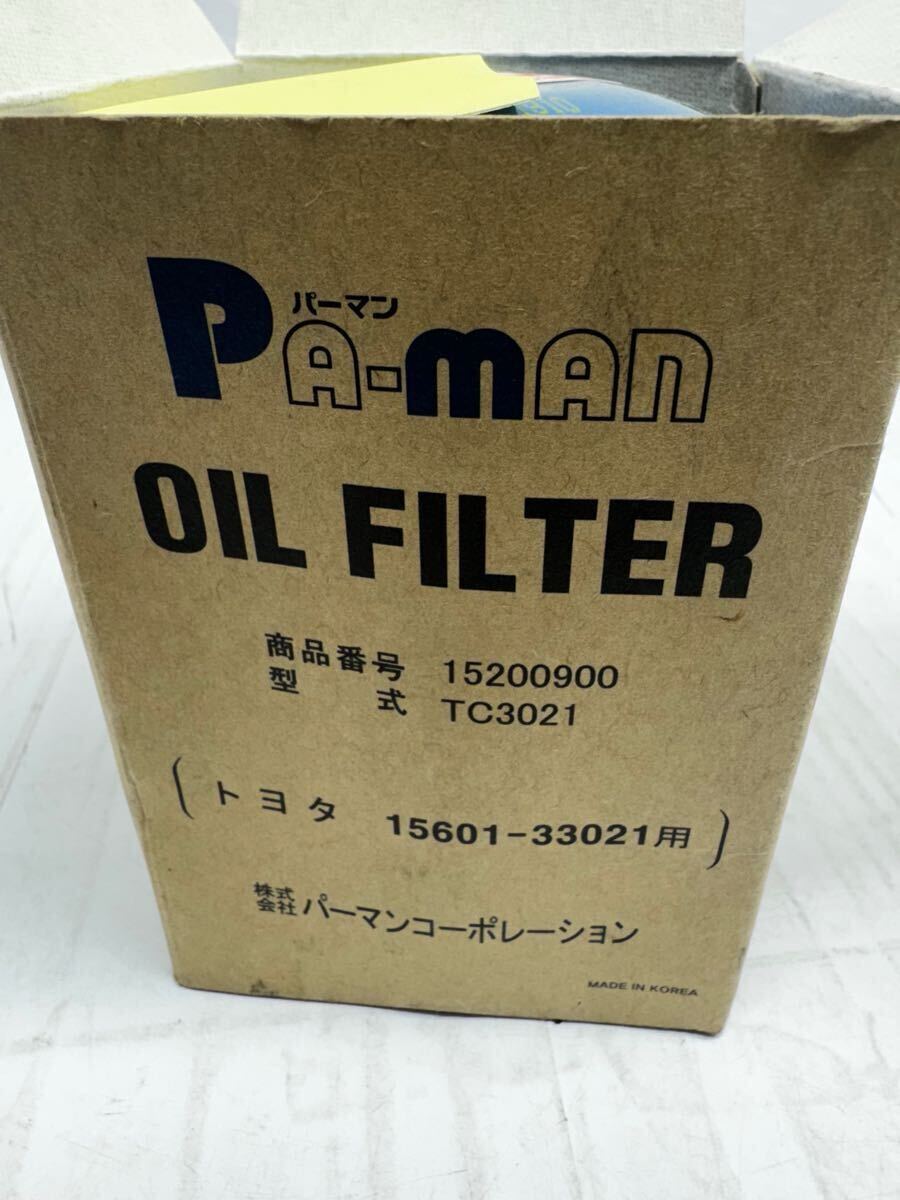 パーマン
PA-MAN
OIL FILTER
商品番号 15200900
型式 TC3021
(トヨタ 15601-33021用)
株式会社 パーマンコーポレーション
MADE IN KOREA